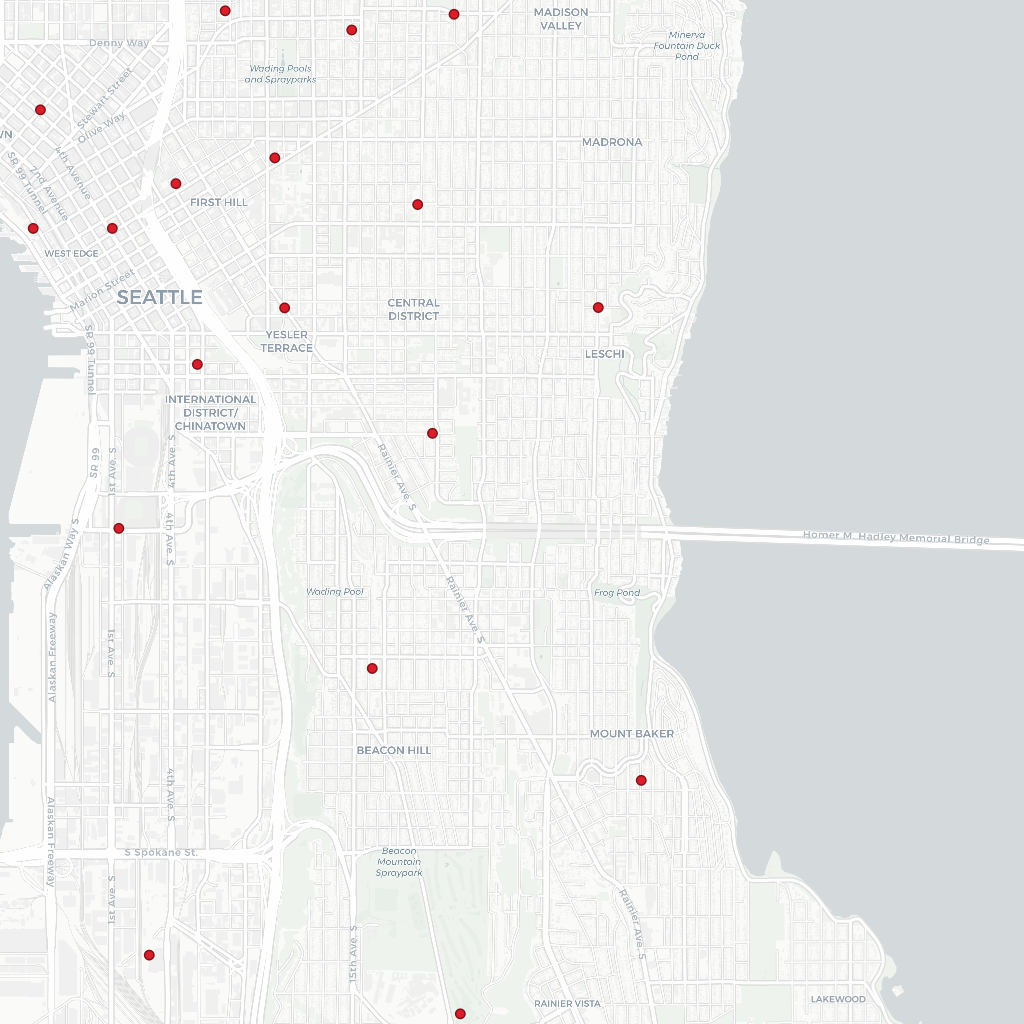 MADISON
VALLEY
Minerva
Fountain Duck
Pond
Denny Way
Wading Pools
and Sprayparks
Stewart Street
Olive Way
WN
SR 99 Tunnel
2nd Avenue
4th Avenue
MADRONA
FIRST HILL
WEST EDGE
Marion Street
SEATTLE
CENTRAL
DISTRICT
YESLER
TERRACE
LESCHI
SR 99 Tunnel
INTERNATIONAL
DISTRICT/
CHINATOWN
SR 99
1st Ave. S
4th Ave. S
Rainier Ave. S
4th Ave. S
Homer M. Hadley Memorial Bridge
Alaskan Way S
Wading Pool
Rainier Ave. S
Frog Pond
Alaskan Freeway
1st Ave. S
MOUNT BAKER
BEACON HILL
4th Ave. S
Alaskan Freeway
S Spokane St.
Beacon
Mountain
Spraypark
1st Ave. S
15th Ave. S
Rainier Ave. S
RAINIER VISTA
LAKEWOOD